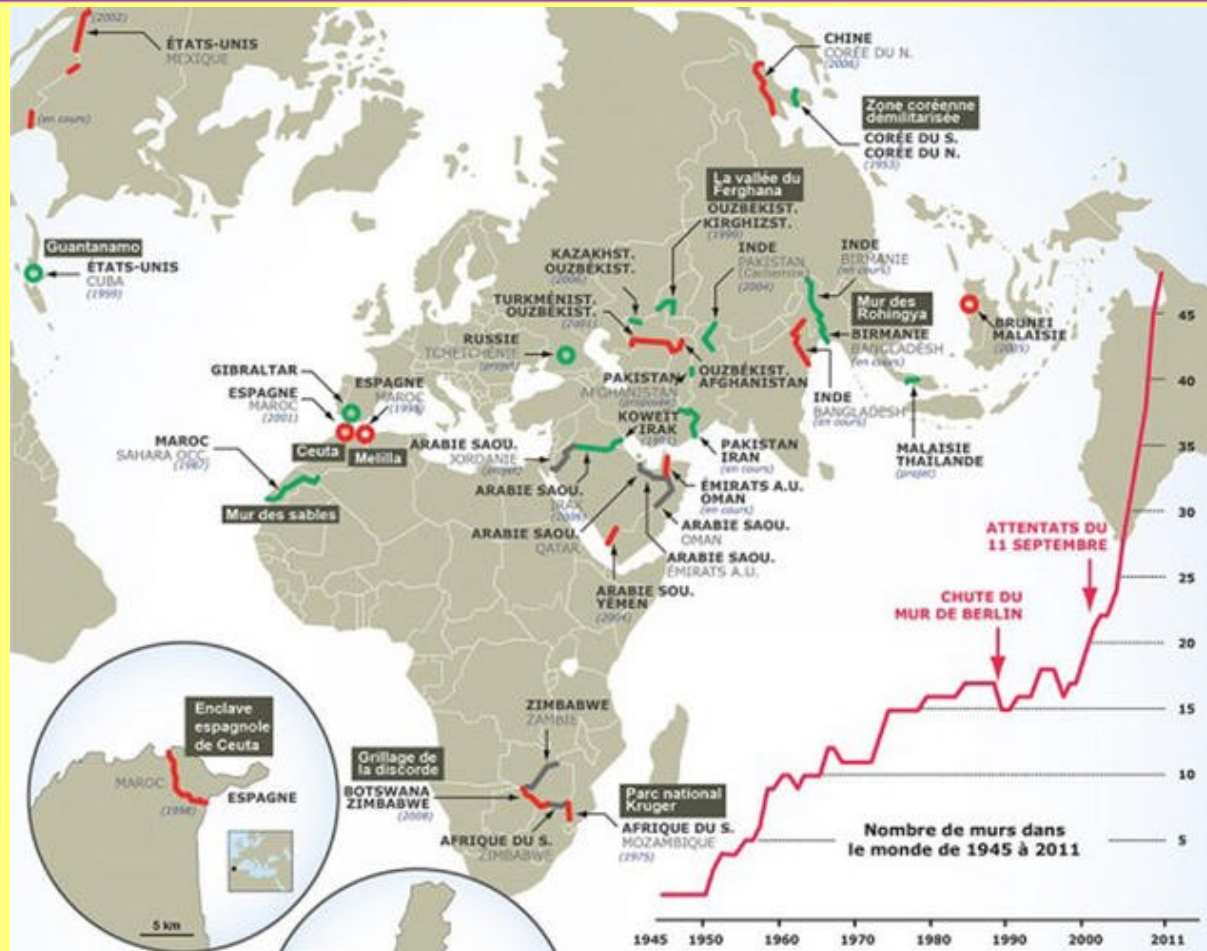 (2002)
ÉTATS-UNIS
MEXIQUE
(en cours)
Guantanamo
ÉTATS-UNIS
CUBA
(1959)
CHINE
CORÉE DU N.
(2006)
Zone coréenne
démilitarisée
CORÉE DU S.
CORÉE DU N.
(1953)
La vallée du
Ferghana
OUZBÉKIST.
KIRGHIZST.
(1999)
KAZAKHST.
OUZBÉKIST.
(2006)
INDE
PAKISTAN
(Cachemire)
(2004)
INDE
BIRMANIE
(en cours)
TURKMÉNIST.
OUZBÉKIST.
(2001)
Mur des
Rohingya
BIRMANIE
BANGLADESH
(en cours)
BRUNEI
MALAISIE
(2005)
RUSSIE
TCHÉTCHÉNIE
(projet)
OUZBÉKIST.
AFGHANISTAN
PAKISTAN
AFGHANISTAN
INDE
BANGLADESH
(en cours)
GIBRALTAR
ESPAGNE
MAROC
(2001)
ESPAGNE
MAROC
Ceuta
Melilla
KOWEÏT
IRAK
(1991)
PAKISTAN
IRAN
(en cours)
MALAISIE
THAÏLANDE
(projet)
MAROC
SAHARA OCC.
(1987)
Mur des sables
ARABIE SAOU.
JORDANIE
(projet)
ARABIE SAOU.
IRAK
(2006)
ÉMIRATS A.U.
OMAN
(en cours)
ARABIE SAOU.
QATAR
ARABIE SAOU.
OMAN
ARABIE SAOU.
ÉMIRATS A.U.
ARABIE SOU.
YÉMEN
(2004)
ZIMBABWE
ZAMBIE
Grillage de
la discorde
BOTSWANA
ZIMBABWE
(2008)
Parc national
Kruger
AFRIQUE DU S.
MOZAMBIQUE
(1975)
AFRIQUE DU S.
ZIMBABWE
Enclave
espagnole
de Ceuta
MAROC
(1998)
ESPAGNE
5 km
ATTENTATS DU
11 SEPTEMBRE
CHUTE DU
MUR DE BERLIN
Nombre de murs dans
le monde de 1945 à 2011
45
40
35
30
25
20
15
10
5
1945 1950 1960 1970 1980 1990 2000 2011